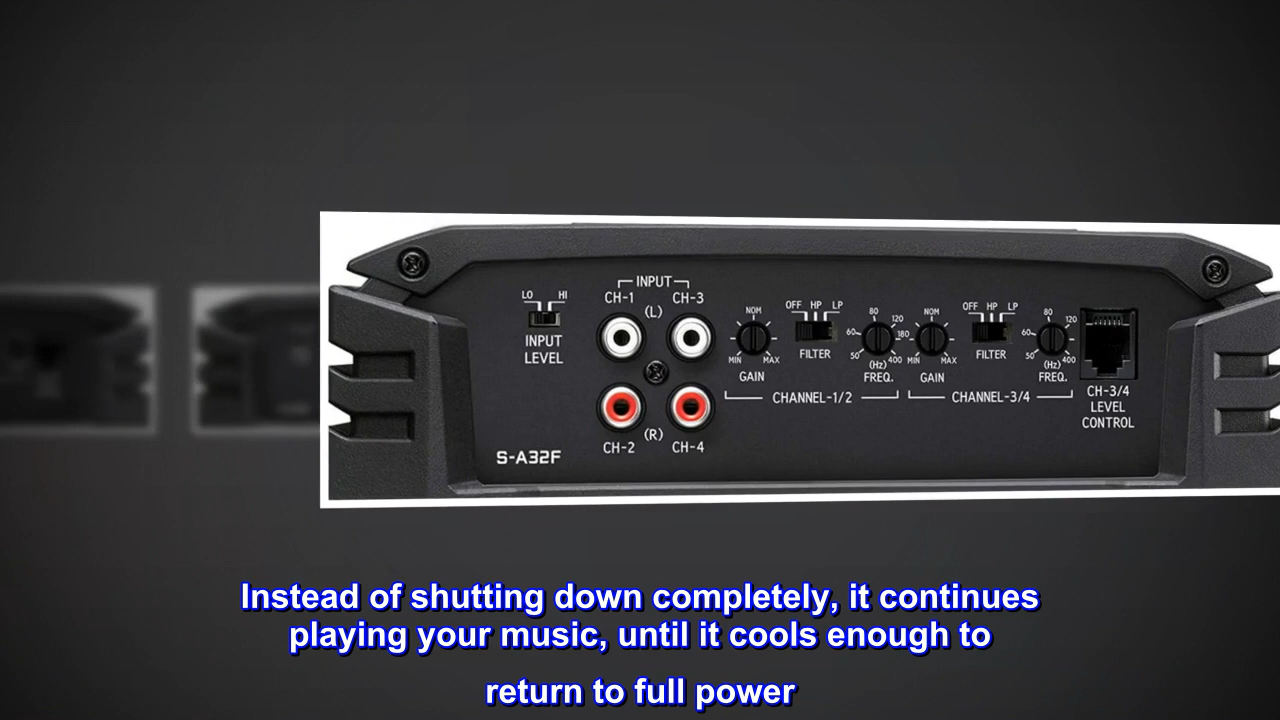 INPUT
LO HI
CH-1 CH-3
(L)
INPUT
LEVEL
NOM
MIN MAX
GAIN
OFF HP LP
FILTER
80
60 120
180
50 400
(Hz)
FREQ.
CHANNEL-1/2
NOM
MIN MAX
GAIN
OFF HP LP
FILTER
80
60 120
50 400
(Hz)
FREQ.
CHANNEL-3/4
CH-3/4
LEVEL
CONTROL
(R)
CH-2 CH-4
S-A32F
Instead of shutting down completely, it continues
playing your music, until it cools enough to
return to full power